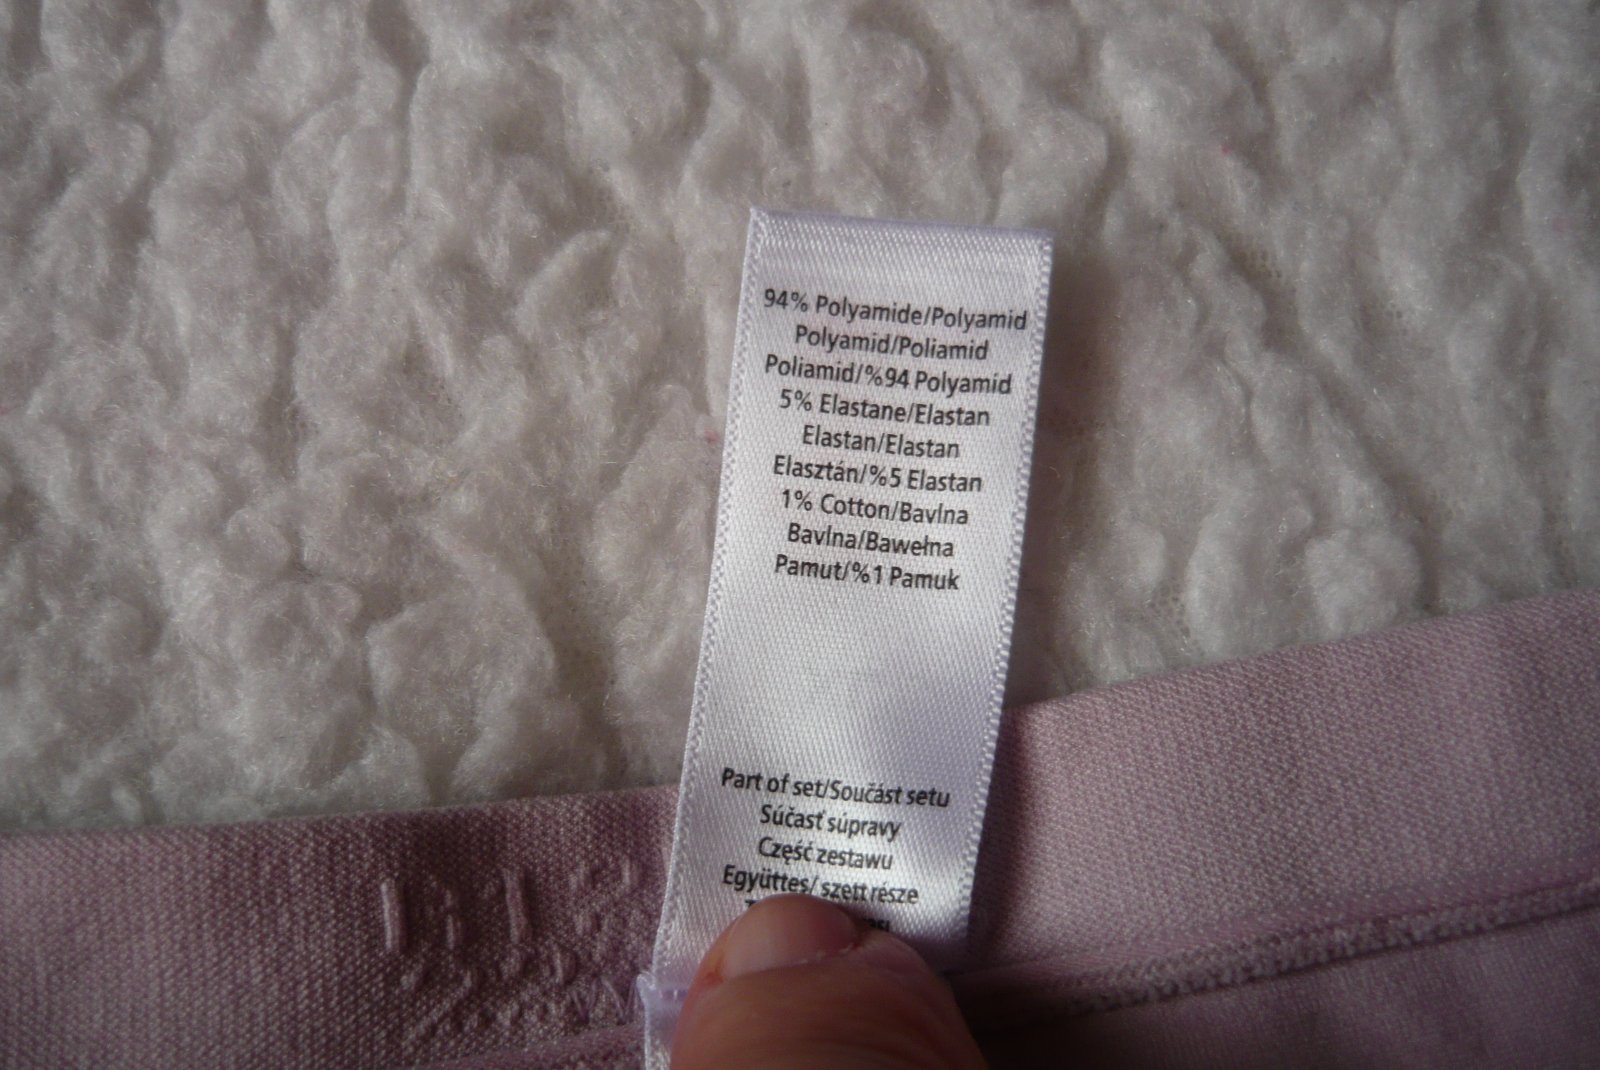 94% Polyamide/Polyamid
Polyamid/Poliamid
Poliamid/%94 Polyamid
5% Elastane/Elastan
Elastan/Elastan
Elasztán/%5 Elastan
1% Cotton/Bavlna
Bavlna/Bawełna
Pamut/%1 Pamuk
Part of set/Součást setu
Súčasť súpravy
Część zestawu
Együttes/ szett része